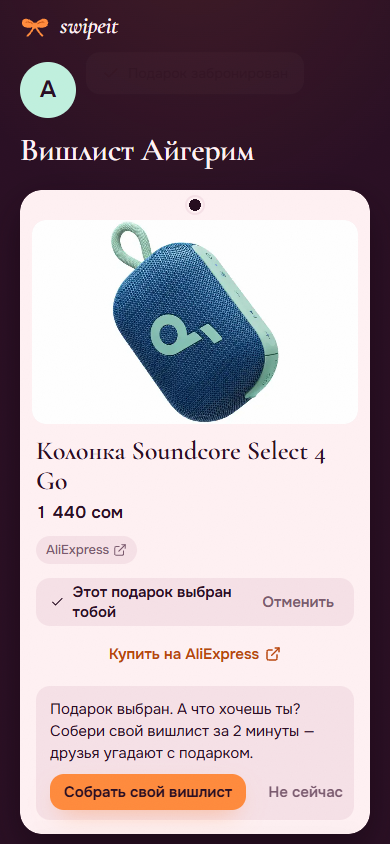 swipeit
Подарок забронирован
A
Вишлист Айгерим
Колонка Soundcore Select 4
Go
1 440 сом
AliExpress
Этот подарок выбран
тобой
Отменить
Купить на AliExpress
Подарок выбран. А что хочешь ты?
Собери свой вишлист за 2 минуты —
друзья угадают с подарком.
Собрать свой вишлист
Не сейчас